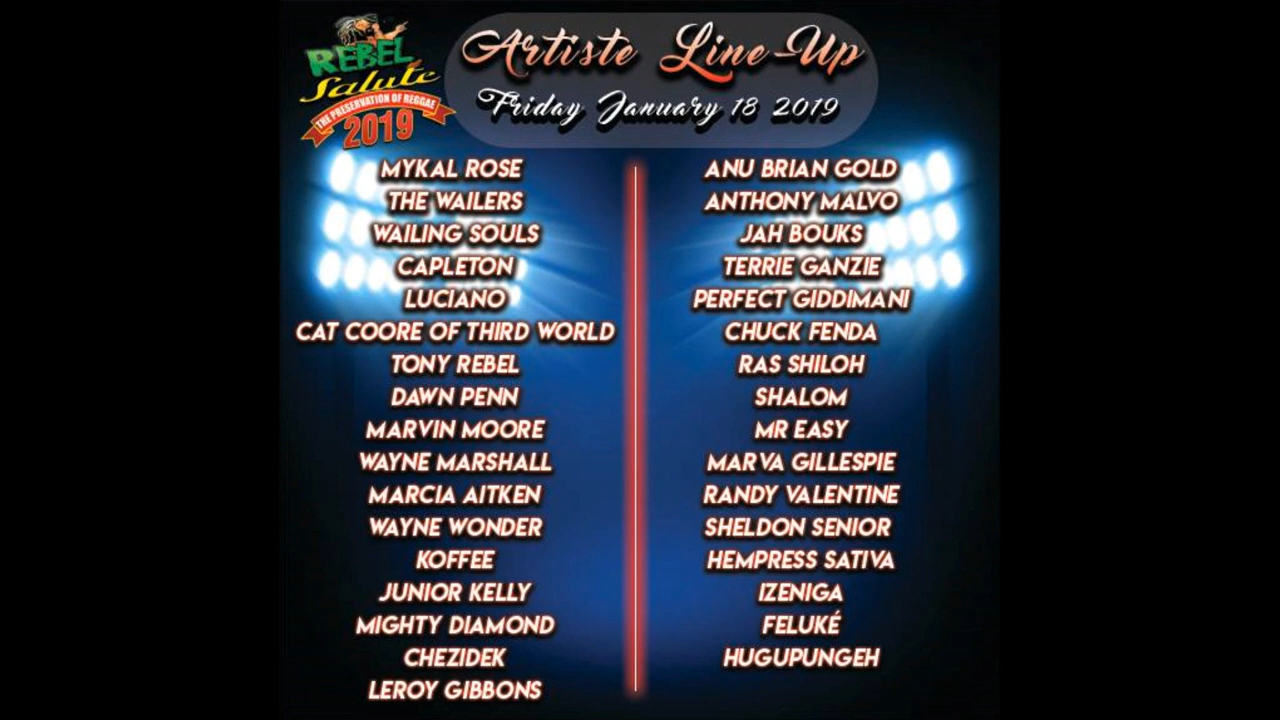 REBEL
Salute
THE PRESERVATION OF REGGAE
2019
Artiste Line-Up
Friday January 18 2019
MYKAL ROSE
THE WAILERS
WAILING SOULS
CAPLETON
LUCIANO
CAT COORE OF THIRD WORLD
TONY REBEL
DAWN PENN
MARVIN MOORE
WAYNE MARSHALL
MARCIA AITKEN
WAYNE WONDER
KOFFEE
JUNIOR KELLY
MIGHTY DIAMOND
CHEZIDEK
LEROY GIBBONS
ANU BRIAN GOLD
ANTHONY MALVO
JAH BOUKS
TERRIE GANZIE
PERFECT GIDDIMANI
CHUCK FENDA
RAS SHILOH
SHALOM
MR EASY
MARVA GILLESPIE
RANDY VALENTINE
SHELDON SENIOR
HEMPRESS SATIVA
IZENIGA
FELUKÉ
HUGUPUNGEH